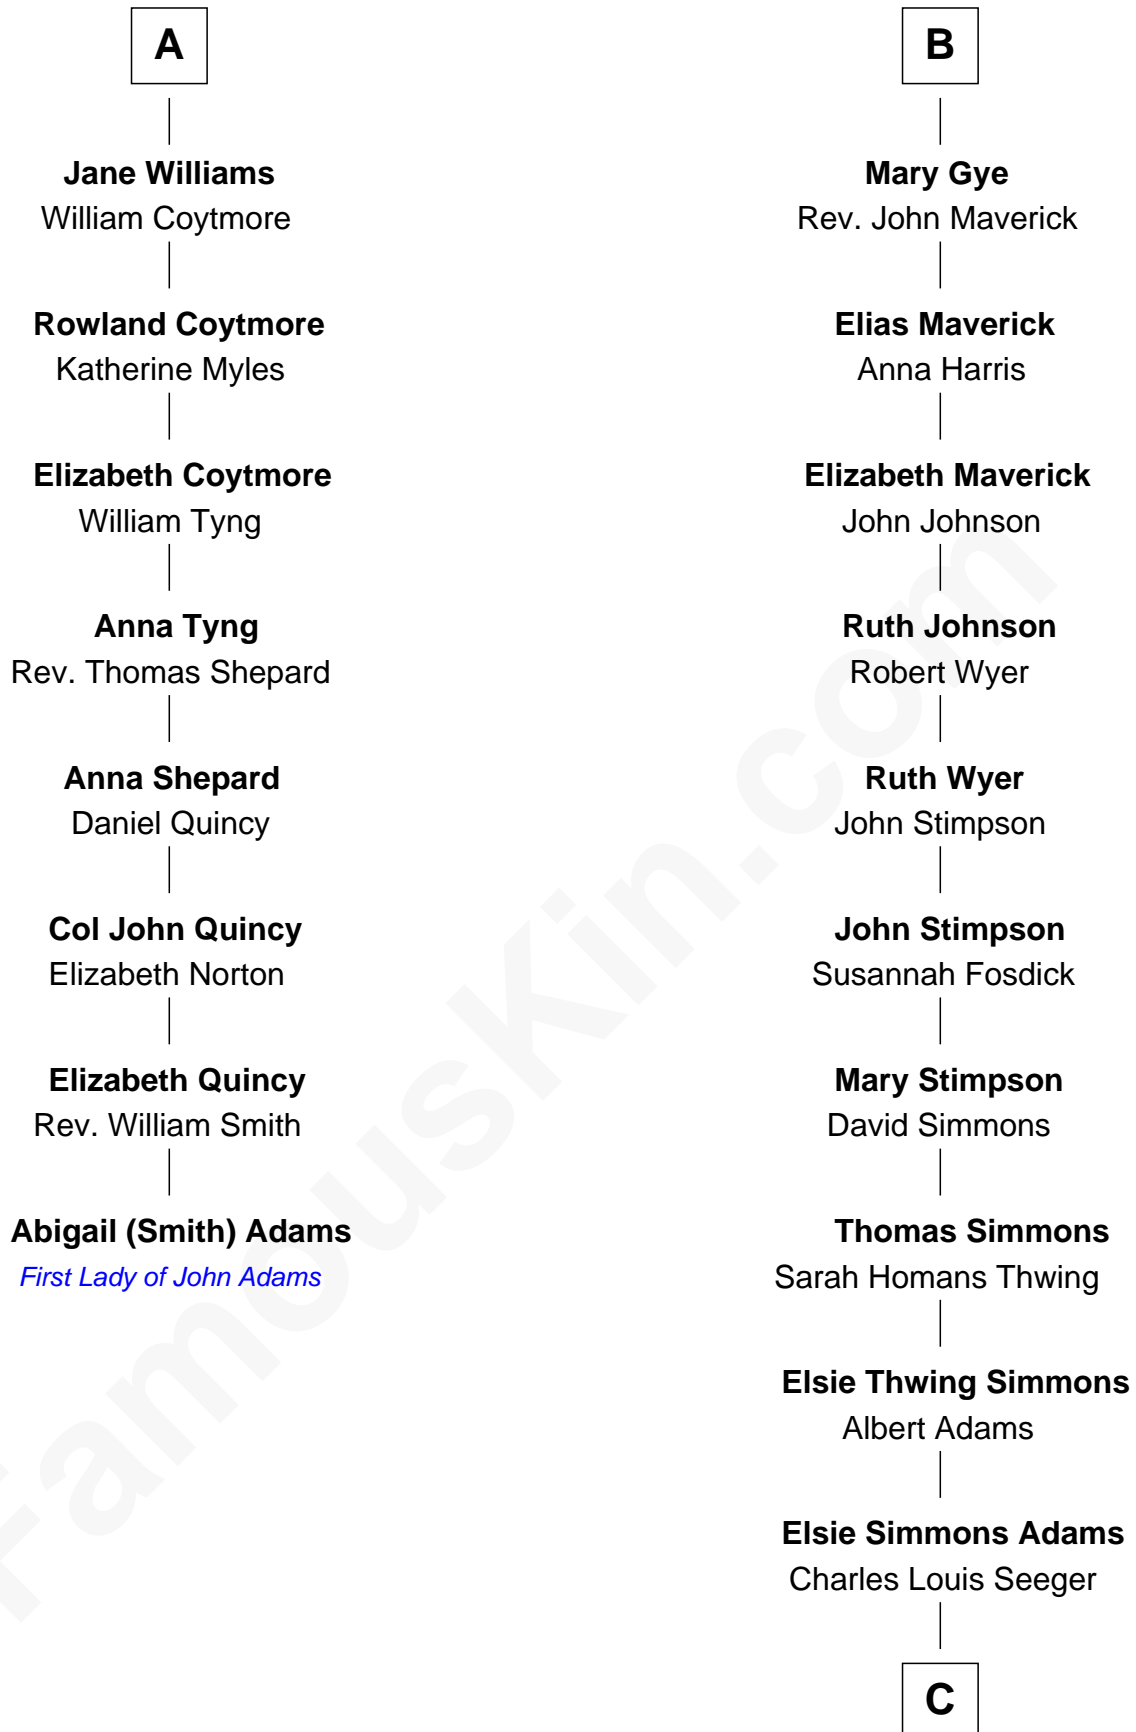 A
Jane Williams
William Coytmore
Rowland Coytmore
Katherine Myles
Elizabeth Coytmore
William Tyng
Anna Tyng
Rev. Thomas Shepard
Anna Shepard
Daniel Quincy
Col John Quincy
Elizabeth Norton
Elizabeth Quincy
Rev. William Smith
Abigail (Smith) Adams
First Lady of John Adams
B
Mary Gye
Rev. John Maverick
Elias Maverick
Anna Harris
Elizabeth Maverick
John Johnson
Ruth Johnson
Robert Wyer
Ruth Wyer
John Stimpson
John Stimpson
Susannah Fosdick
Mary Stimpson
David Simmons
Thomas Simmons
Sarah Homans Thwing
Elsie Thwing Simmons
Albert Adams
Elsie Simmons Adams
Charles Louis Seeger
C
FamousKin.com